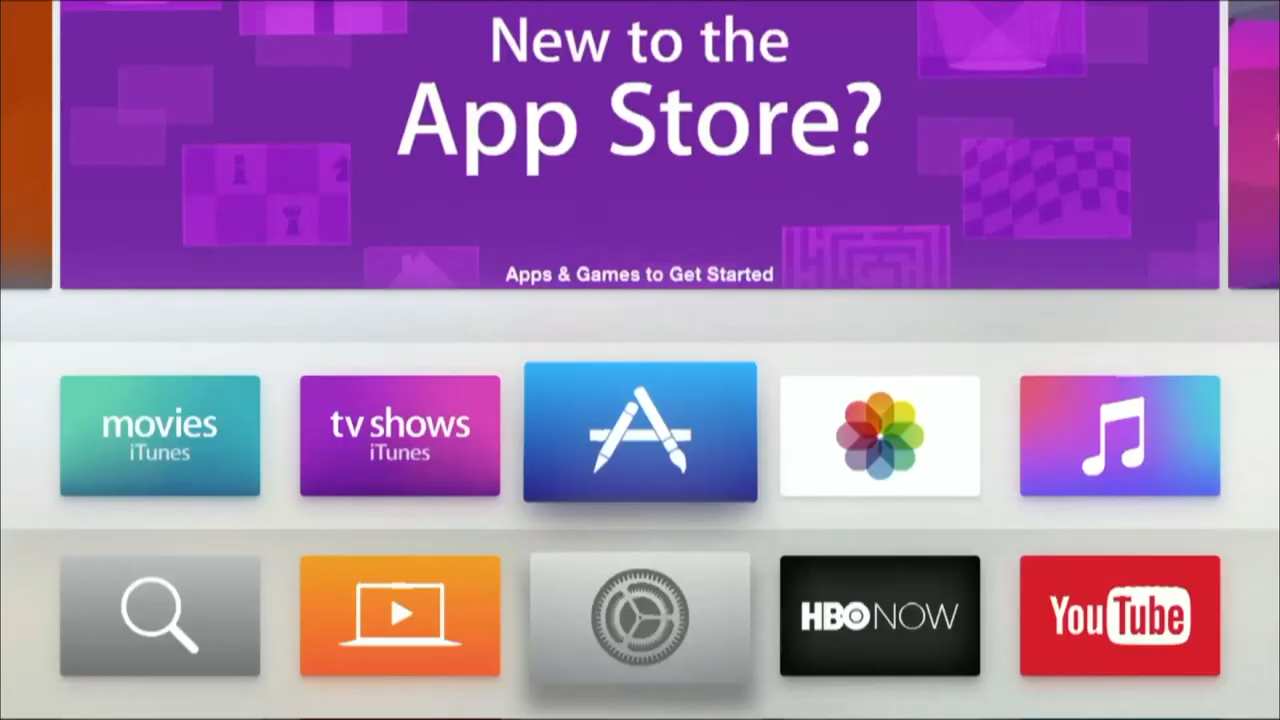 New to the
App Store?
Apps & Games to Get Started
movies
iTunes
tv shows
iTunes
HBO NOW
YouTube